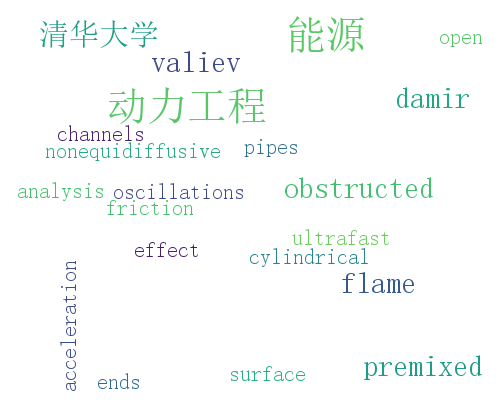 清华大学
能源
open
valiev
动力工程
damir
channels
nonequidiffusive
pipes
analysis
oscillations
obstructed
friction
effect
ultrafast
cylindrical
flame
acceleration
premixed
surface
ends